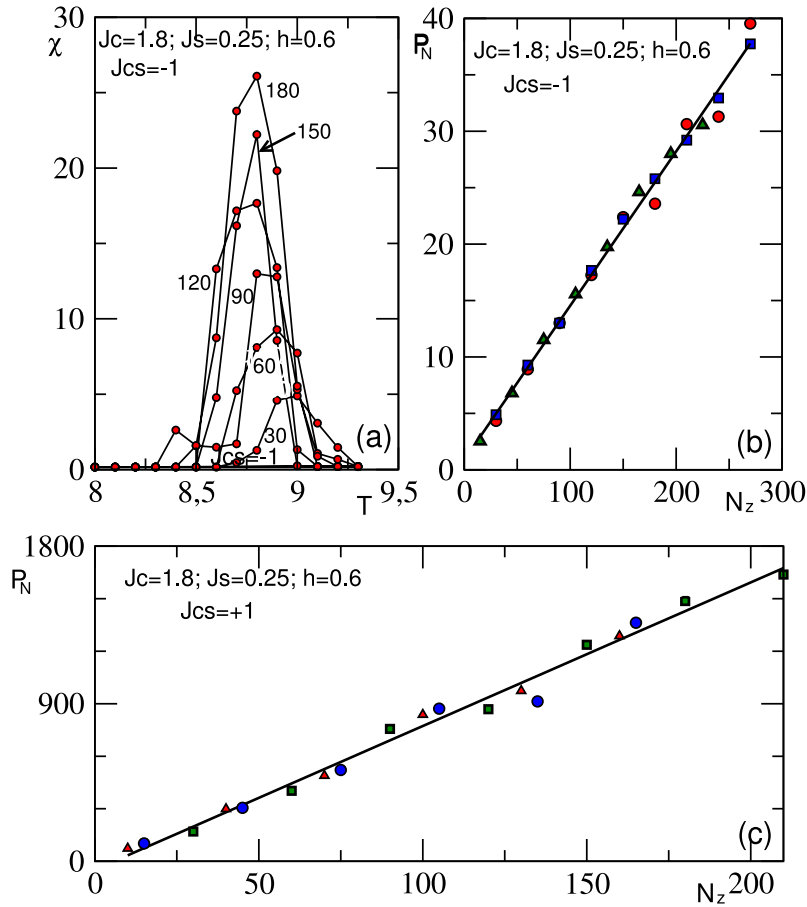 χ
Jc=1.8; Js=0.25; h=0.6
Jcs=-1
180
150
120
90
60
30
Jcs=-1
(a)
30
20
10
0
8
8,5
9
9,5
T
P_N
Jc=1.8; Js=0.25; h=0.6
Jcs=-1
40
30
20
10
0
(b)
0
100
200
300
N_z
P_N
Jc=1.8; Js=0.25; h=0.6
Jcs=+1
1800
900
0
(c)
0
50
100
150
200
N_z